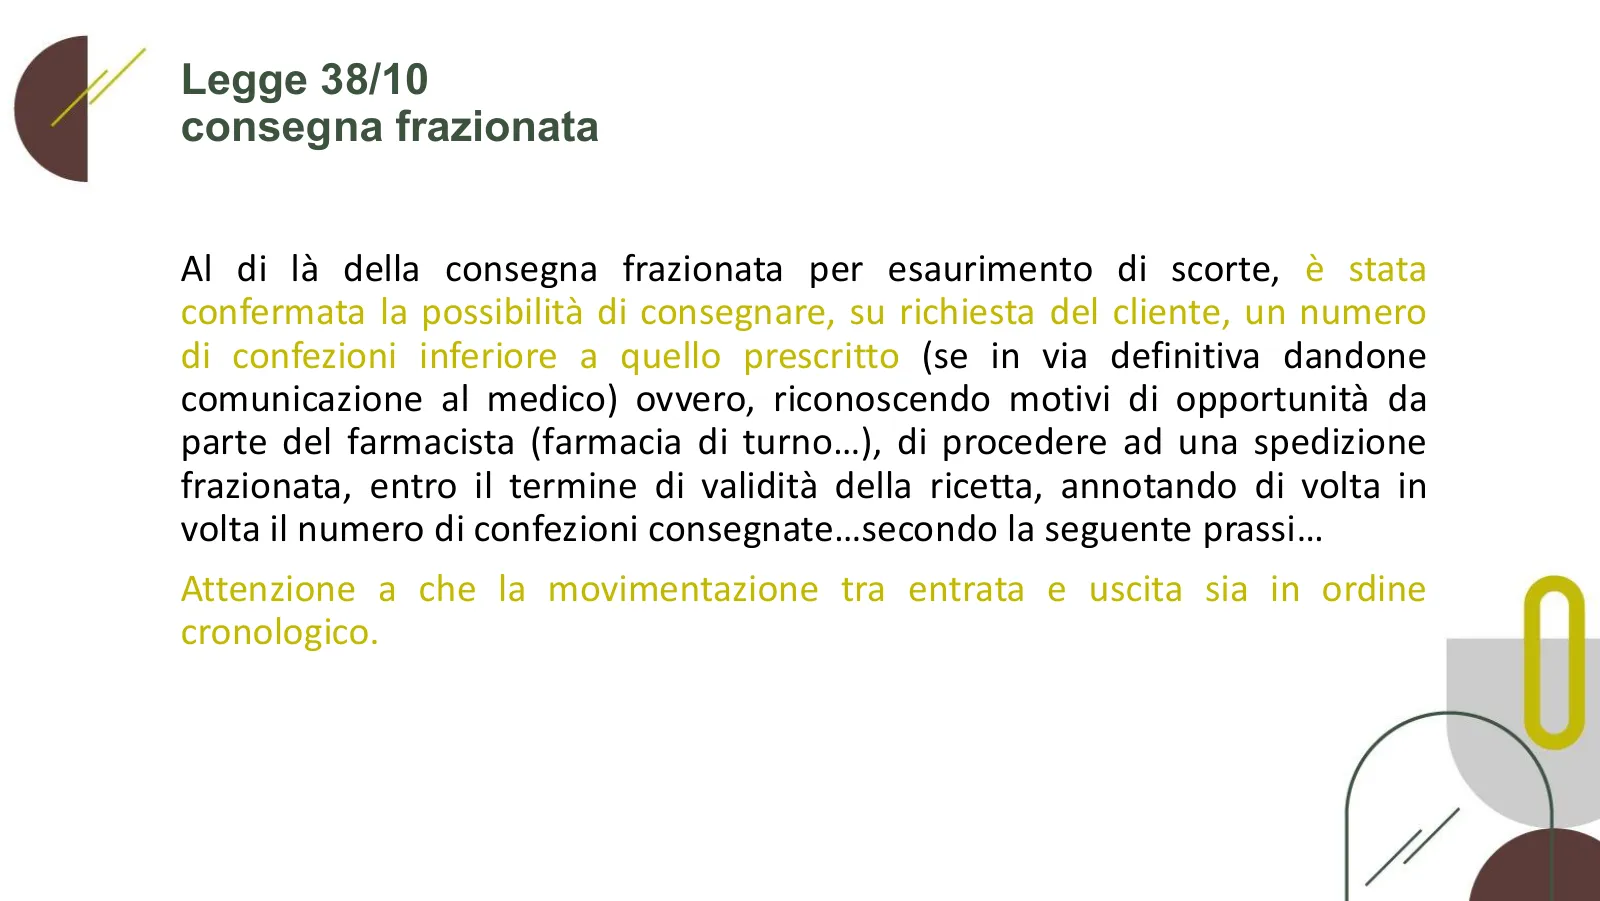 Legge 38/10
consegna frazionata
Al di là della consegna frazionata per esaurimento di scorte, è stata
confermata la possibilità di consegnare, su richiesta del cliente, un numero
di confezioni inferiore a quello prescritto (se in via definitiva dandone
comunicazione al medico) ovvero, riconoscendo motivi di opportunità da
parte del farmacista (farmacia di turno…), di procedere ad una spedizione
frazionata, entro il termine di validità della ricetta, annotando di volta in
volta il numero di confezioni consegnate…secondo la seguente prassi…
Attenzione a che la movimentazione tra entrata e uscita sia in ordine
cronologico.